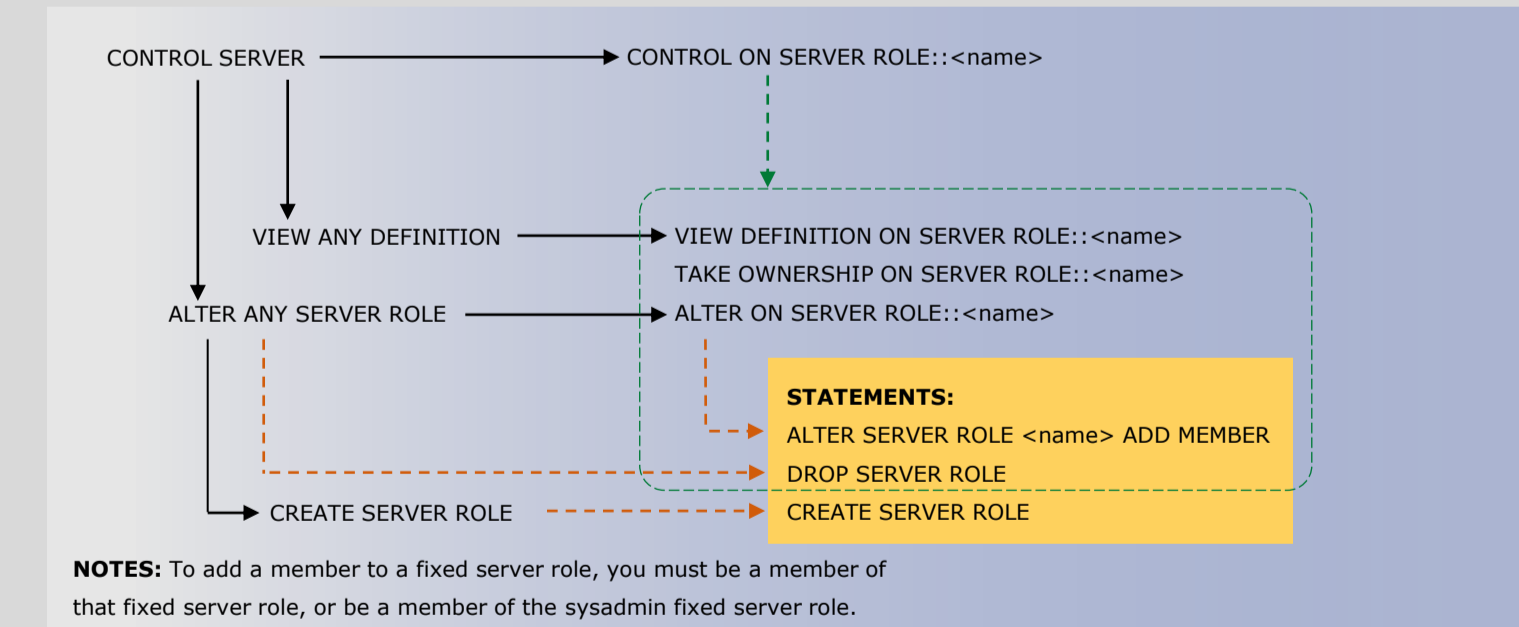 CONTROL SERVER
CONTROL ON SERVER ROLE::<name>
VIEW ANY DEFINITION
VIEW DEFINITION ON SERVER ROLE::<name>
TAKE OWNERSHIP ON SERVER ROLE::<name>
ALTER ANY SERVER ROLE
ALTER ON SERVER ROLE::<name>
STATEMENTS:
ALTER SERVER ROLE <name> ADD MEMBER
DROP SERVER ROLE
CREATE SERVER ROLE
CREATE SERVER ROLE
NOTES: To add a member to a fixed server role, you must be a member of
that fixed server role, or be a member of the sysadmin fixed server role.